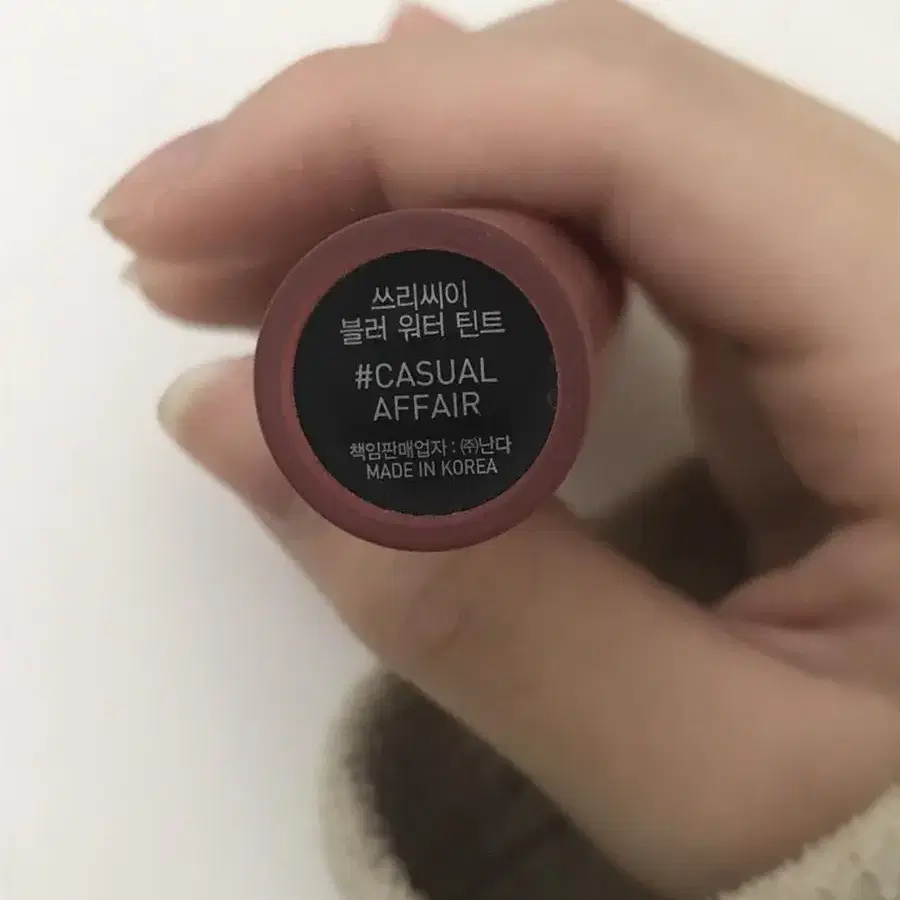 쓰리씨이
블러 워터 틴트
#CASUAL
AFFAIR
책임판매업자 : ㈜난다
MADE IN KOREA